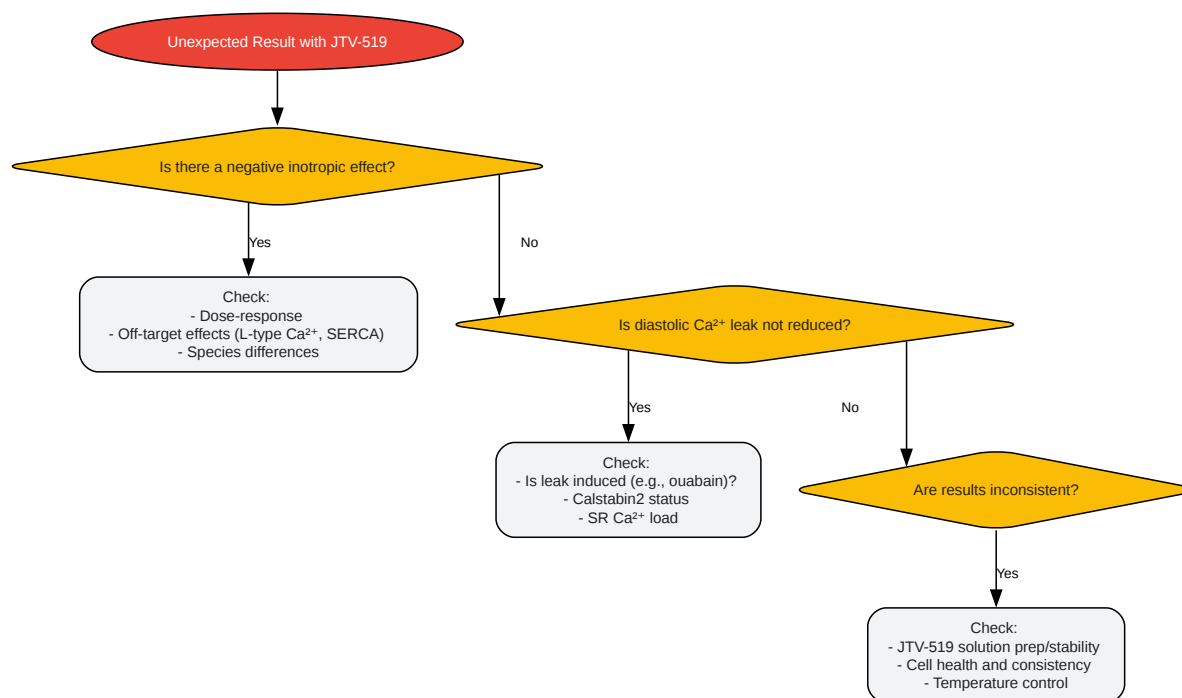 Unexpected Result with JTV-519
Is there a negative inotropic effect?
Yes
No
Check:
- Dose-response
- Off-target effects (L-type Ca²⁺, SERCA)
- Species differences
Is diastolic Ca²⁺ leak not reduced?
Yes
No
Check:
- Is leak induced (e.g., ouabain)?
- Calstabin2 status
- SR Ca²⁺ load
Are results inconsistent?
Yes
Check:
- JTV-519 solution prep/stability
- Cell health and consistency
- Temperature control